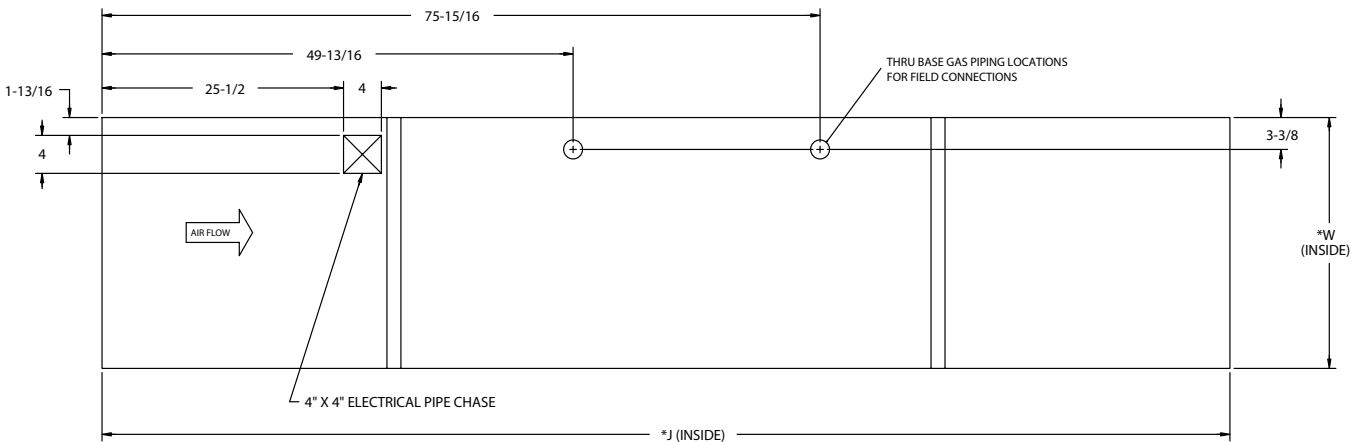 75-15/16
49-13/16
THRU BASE GAS PIPING LOCATIONS
FOR FIELD CONNECTIONS
25-1/2
4
1-13/16
3-3/8
4
AIR FLOW
*W
(INSIDE)
4" X 4" ELECTRICAL PIPE CHASE
*J (INSIDE)